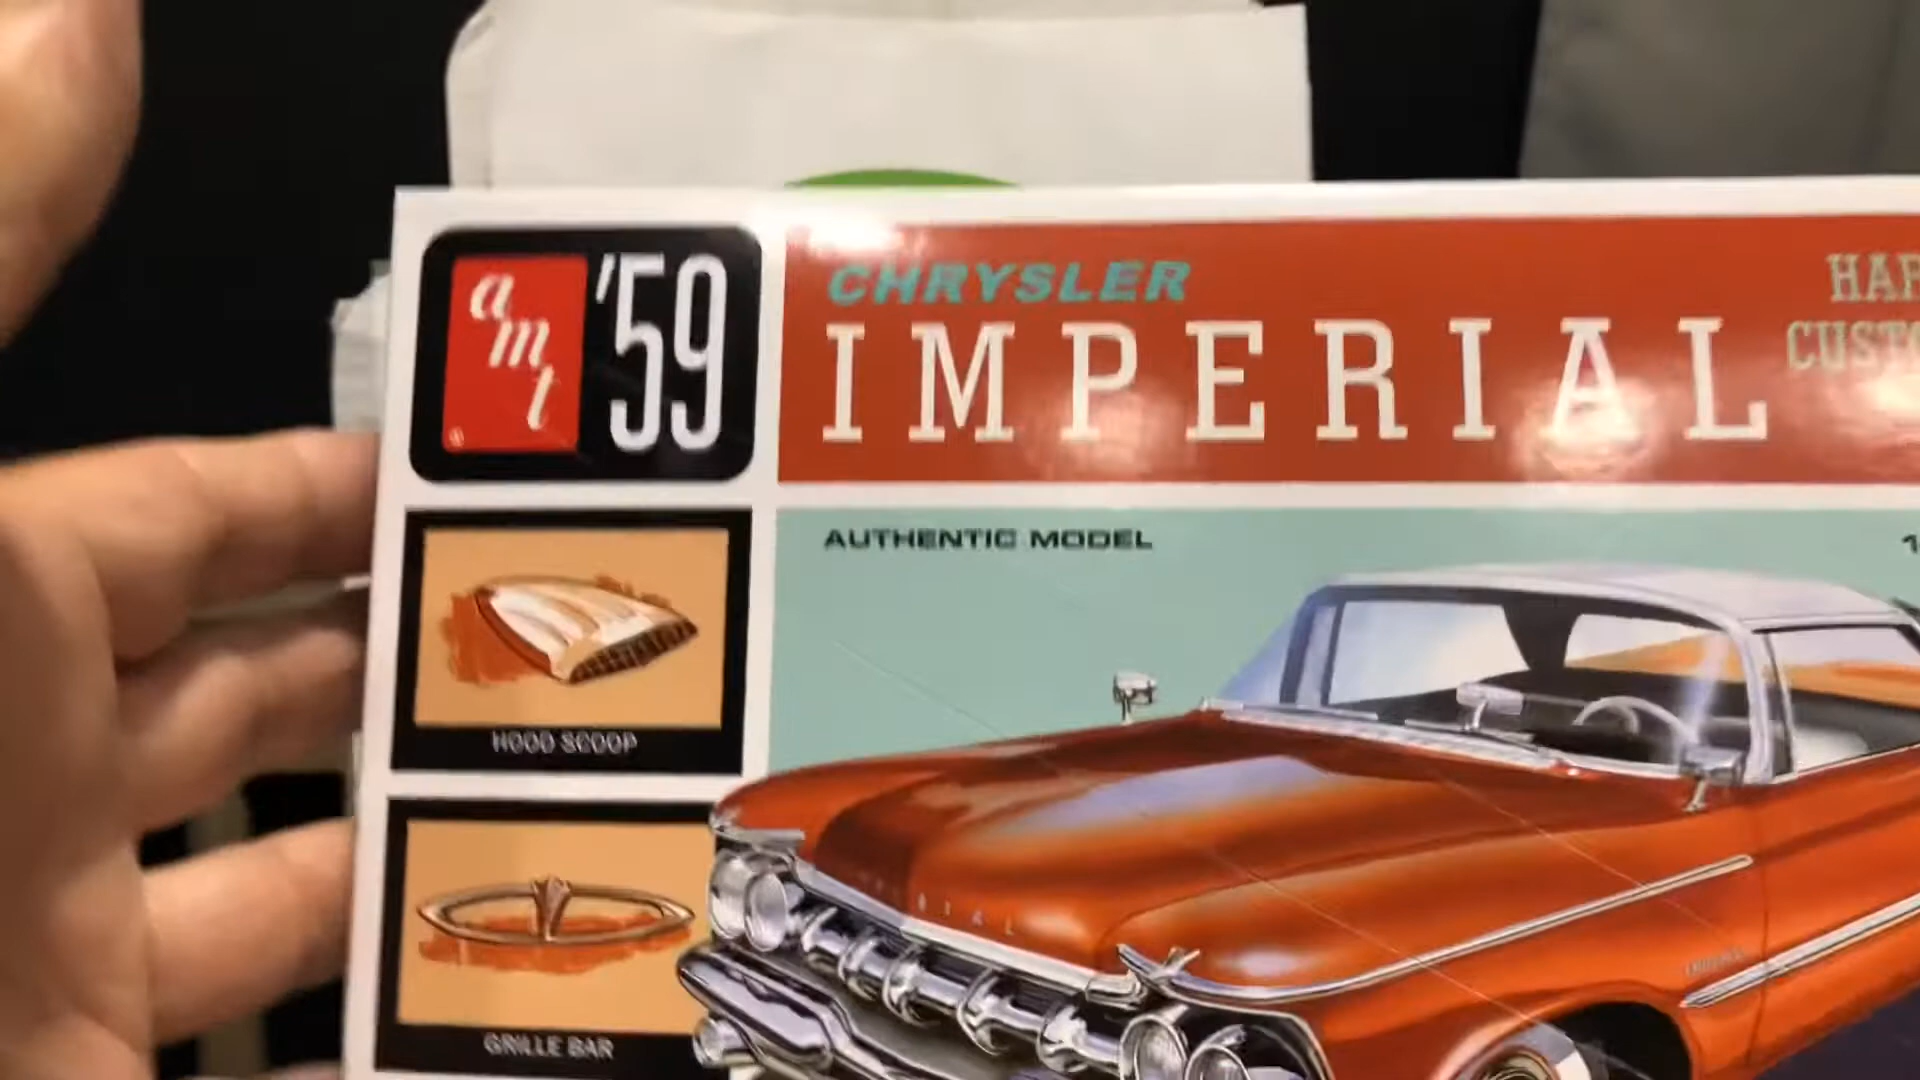 amt
'59
CHRYSLER
IMPERIAL
AUTHENTIC MODEL
HOOD SCOOP
GRILLE BAR